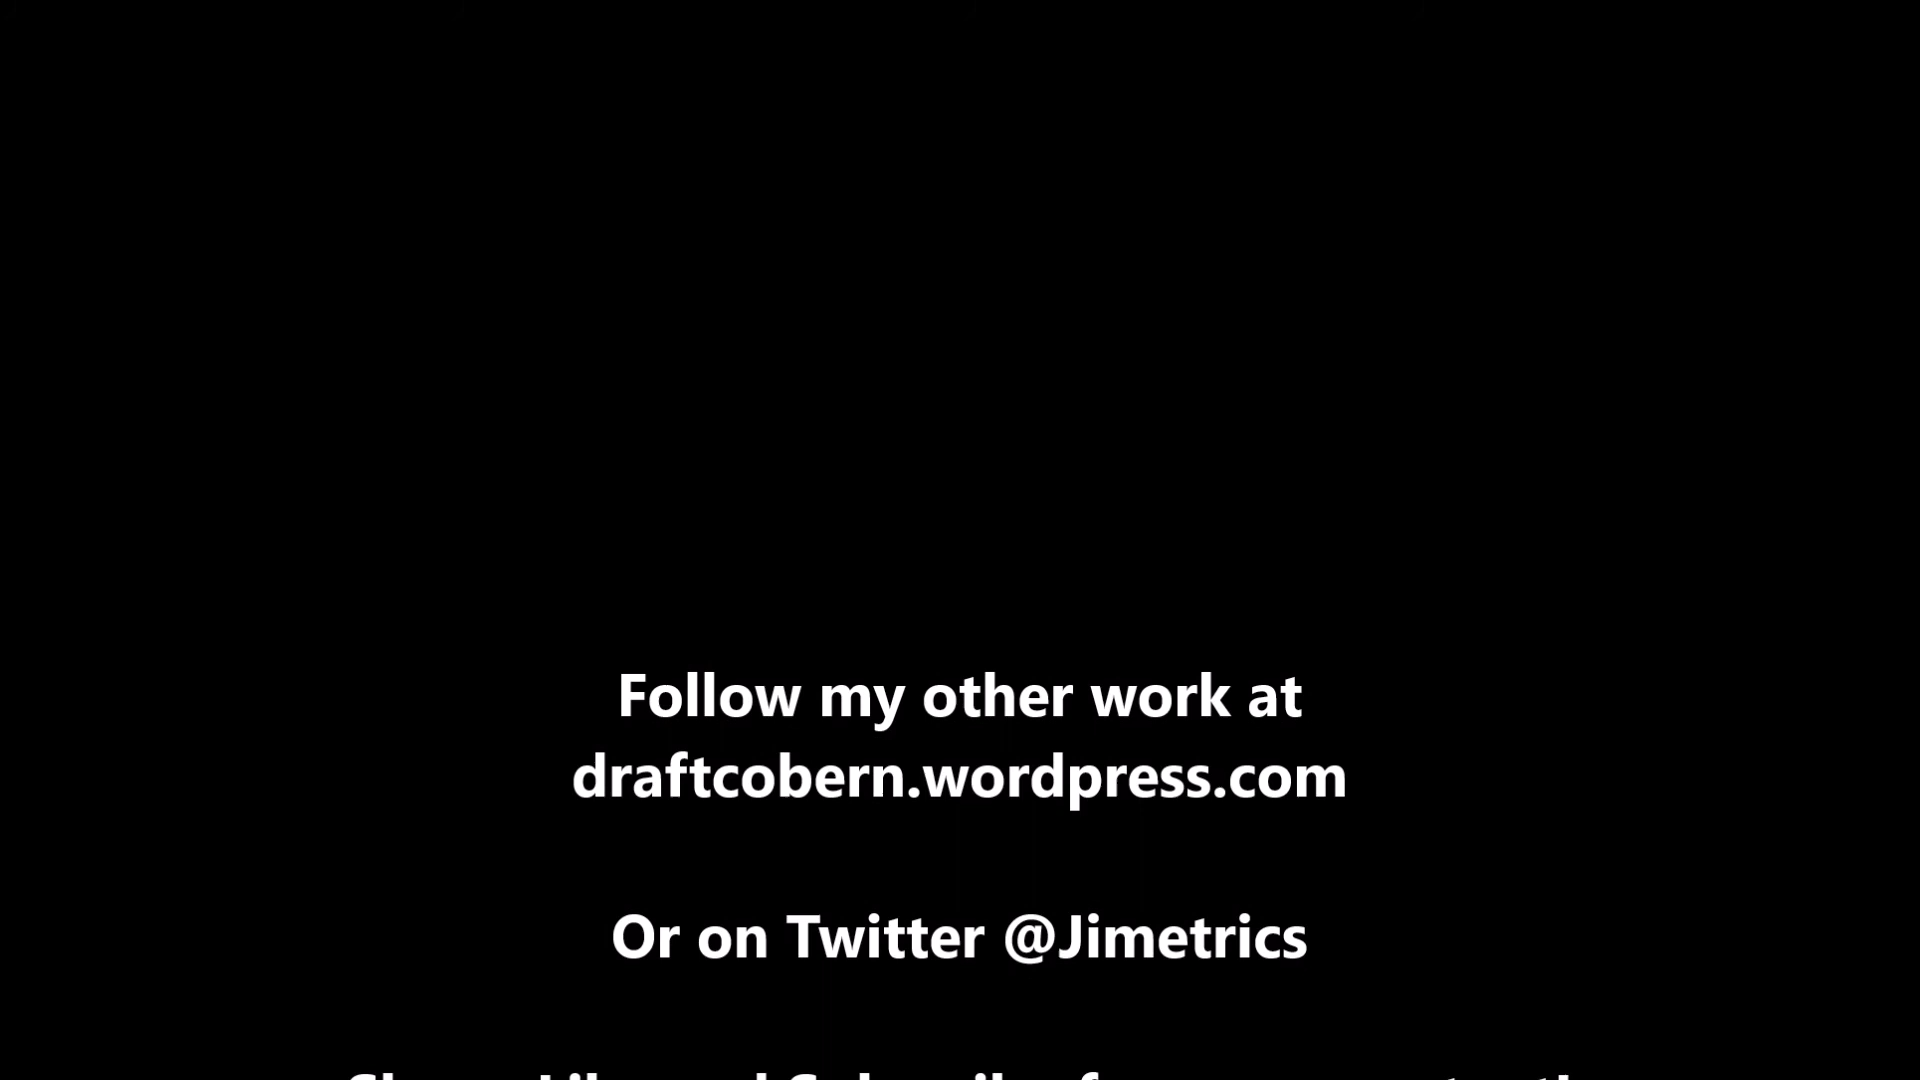 Follow my other work at
draftcobern.wordpress.com
Or on Twitter @Jimetrics